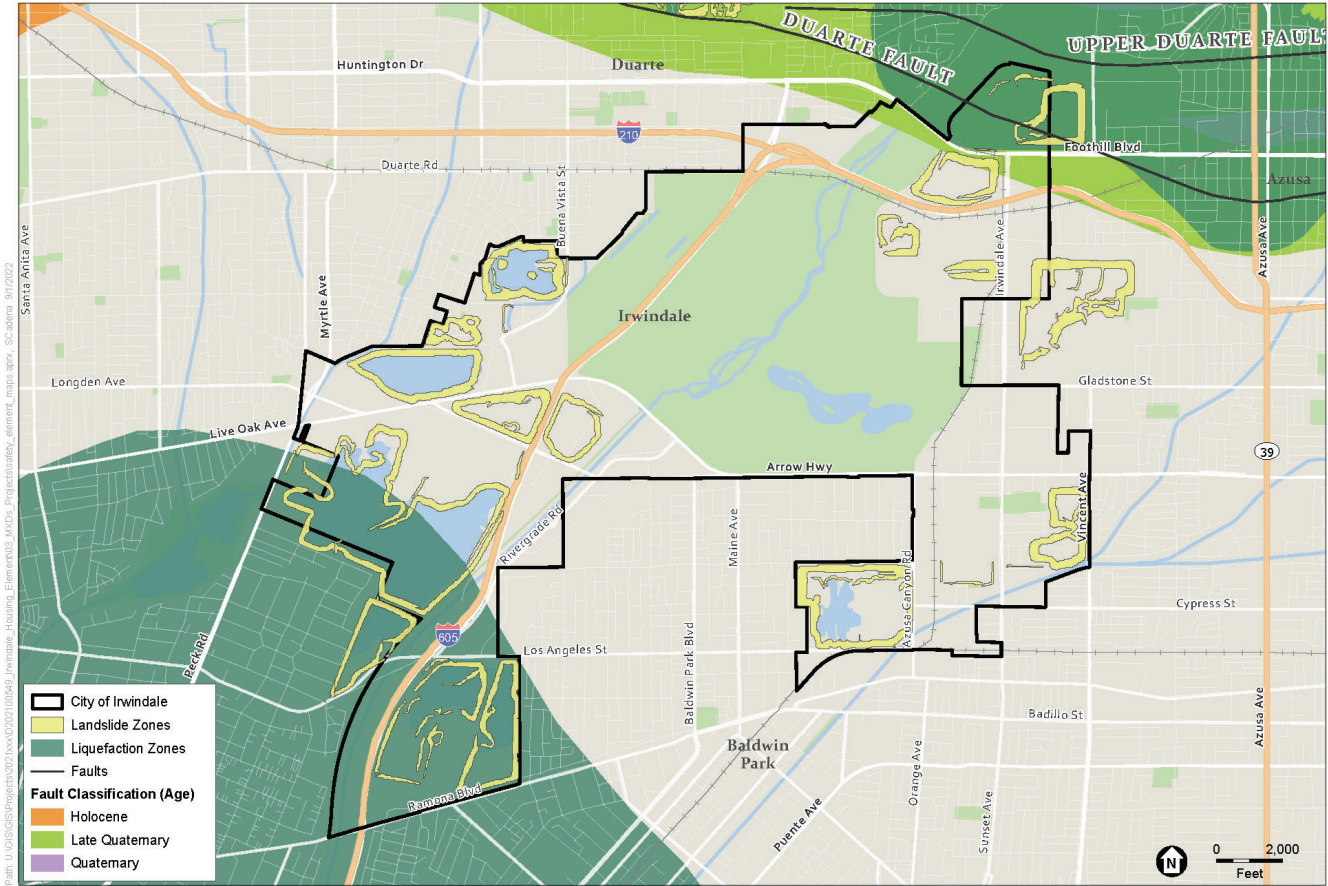 DUARTE FAULT
UPPER DUARTE FAULT
Huntington Dr
Duarte
210
Foothill Blvd
Duarte Rd
Azusa
Buena Vista St
Santa Anita Ave
Myrtle Ave
Irwindale Ave
Azusa Ave
Irwindale
Longden Ave
Gladstone St
Live Oak Ave
39
Arrow Hwy
Vincent Ave
Rivergrade Rd
Maine Ave
Azusa Canyon Rd
Cypress St
Peck Rd
605
Los Angeles St
Baldwin Park Blvd
Badillo St
Azusa Ave
Baldwin
Park
Orange Ave
Ramona Blvd
Puente Ave
Sunset Ave
City of Irwindale
Landslide Zones
Liquefaction Zones
Faults
Fault Classification (Age)
Holocene
Late Quaternary
Quaternary
N
0 2,000
Feet